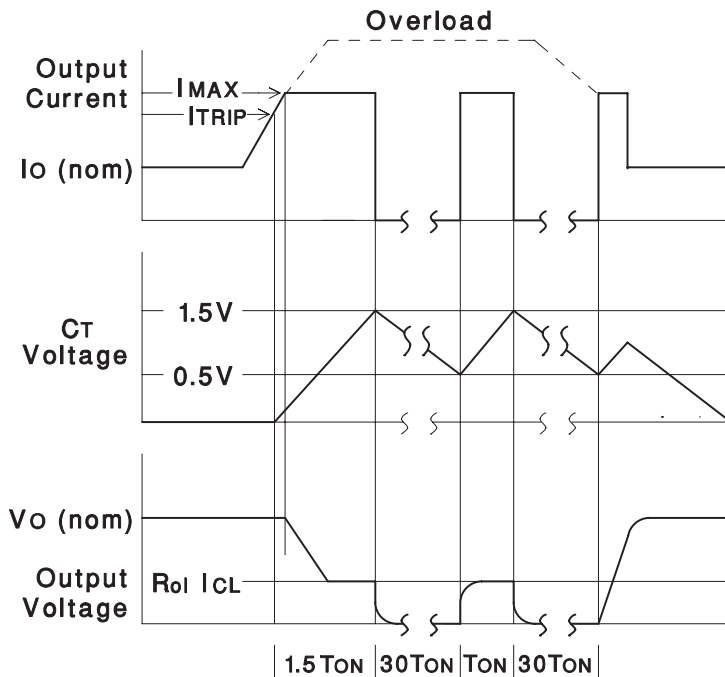 Overload
Output
Current
IMAX
ITRIP
IO (nom)
CT
Voltage
1.5V
0.5V
VO (nom)
Output
Voltage
Rol ICL
1.5 TON
30TON
TON
30TON